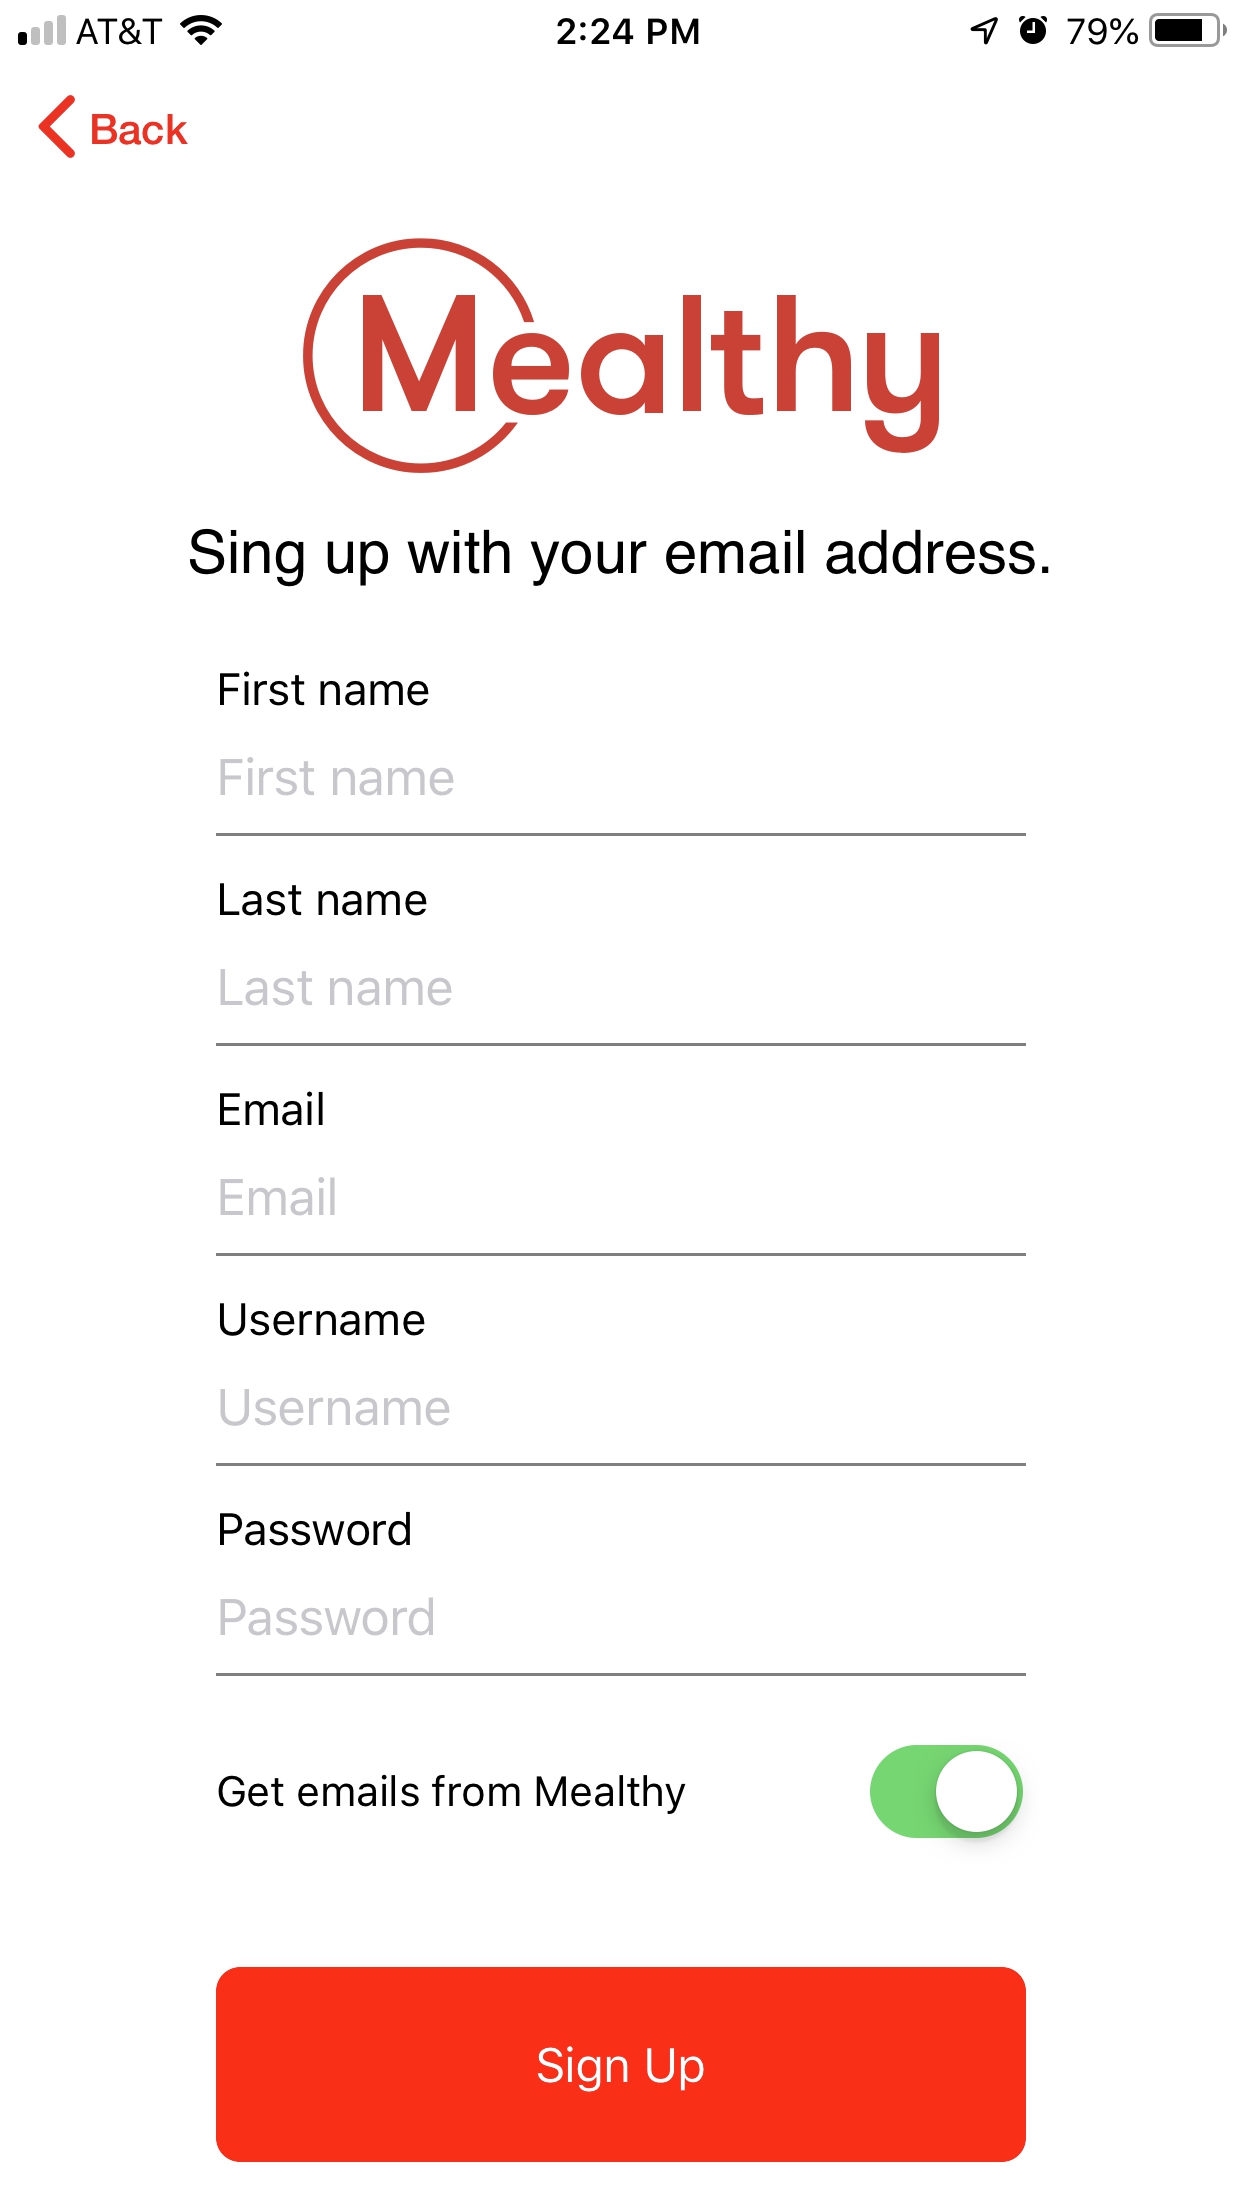 AT&T 2:24 PM 79%
Back
Mealthy
Sing up with your email address.
First name
First name
Last name
Last name
Email
Email
Username
Username
Password
Password
Get emails from Mealthy
Sign Up